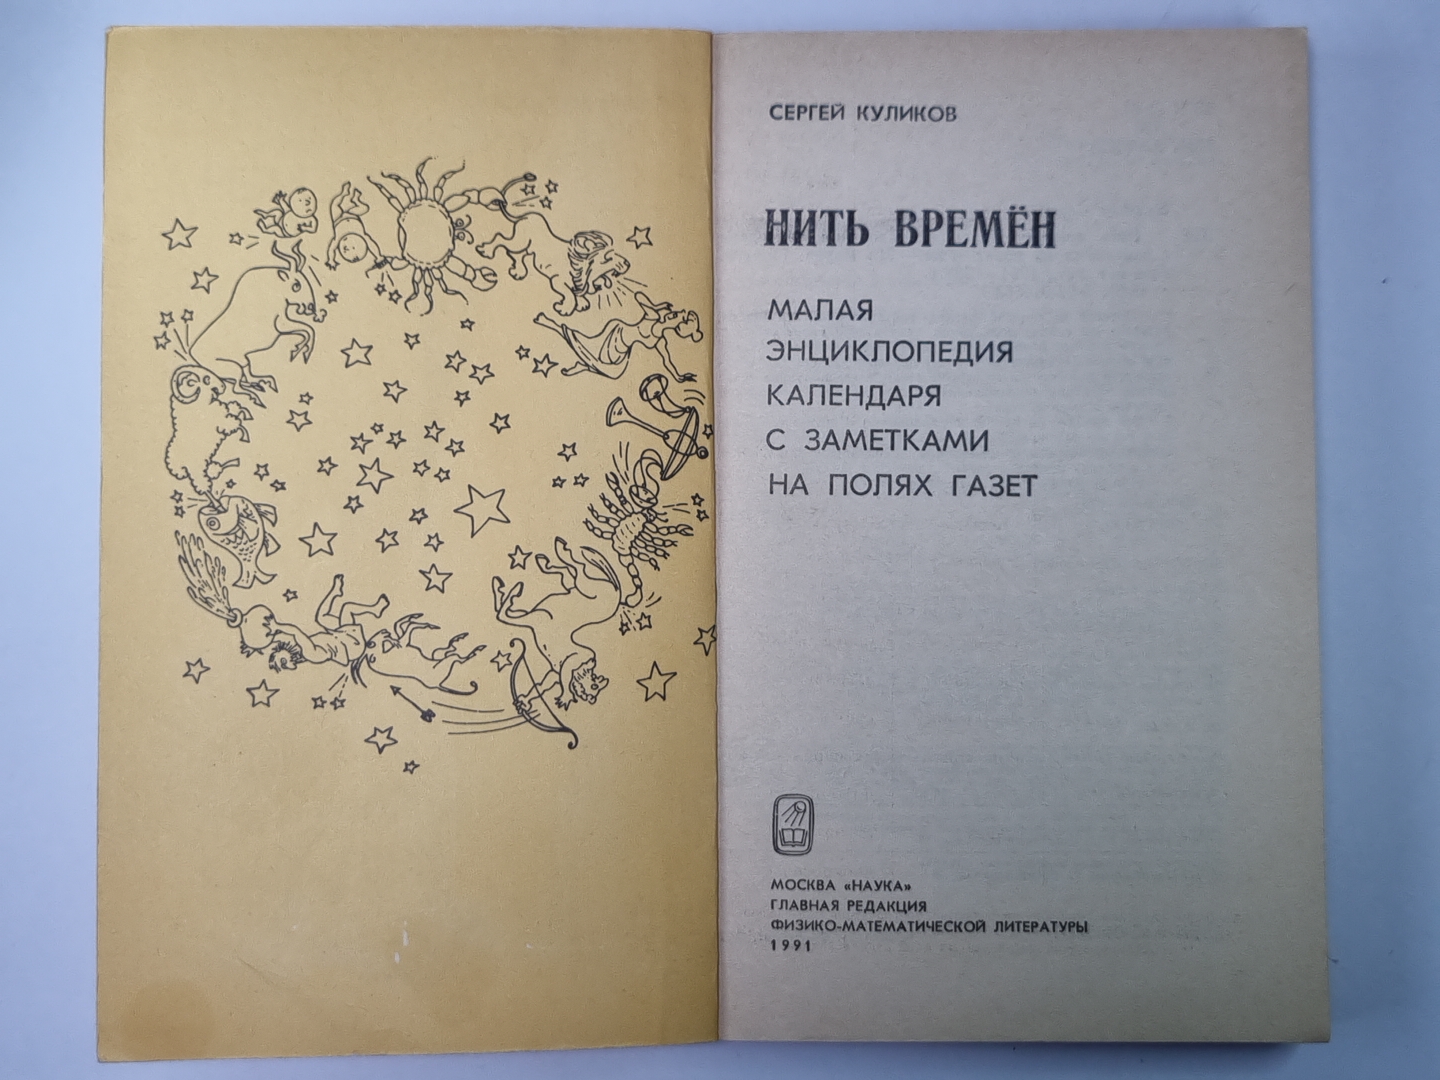 СЕРГЕЙ КУЛИКОВ
НИТЬ ВРЕМЁН
МАЛАЯ
ЭНЦИКЛОПЕДИЯ
КАЛЕНДАРЯ
С ЗАМЕТКАМИ
НА ПОЛЯХ ГАЗЕТ
МОСКВА «НАУКА»
ГЛАВНАЯ РЕДАКЦИЯ
ФИЗИКО-МАТЕМАТИЧЕСКОЙ ЛИТЕРАТУРЫ
1991